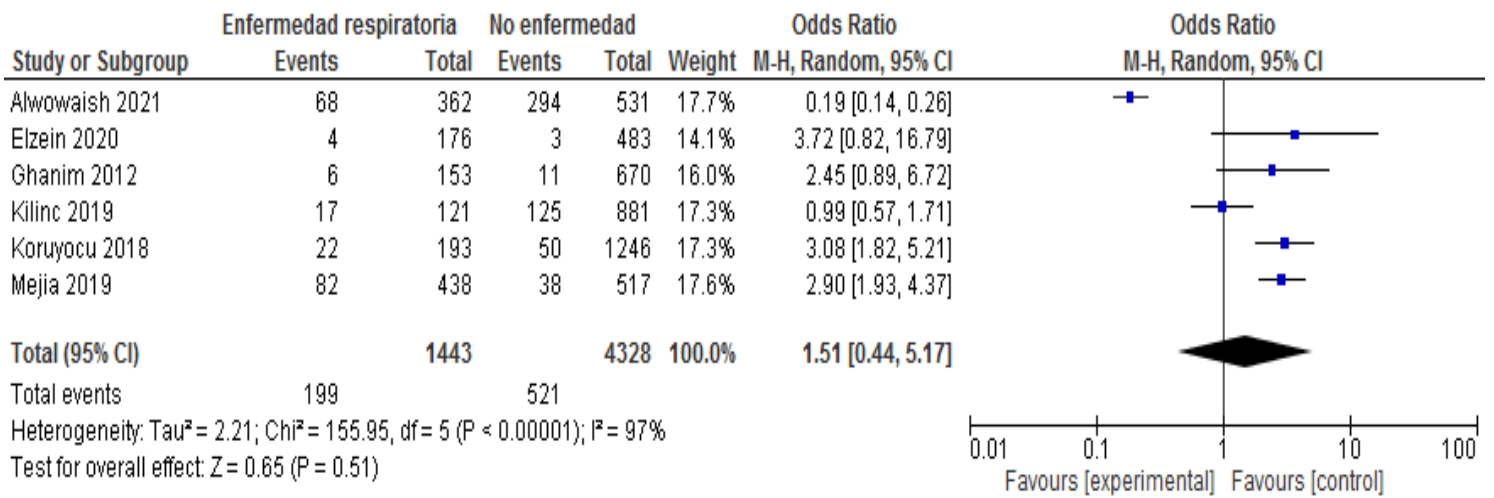 Enfermedad respiratoria No enfermedad Odds Ratio Odds Ratio
Study or Subgroup Events Total Events Total Weight M-H, Random, 95% CI M-H, Random, 95% CI
Alwowaish 2021 68 362 294 531 17.7% 0.19 [0.14, 0.26]
Elzein 2020 4 176 3 483 14.1% 3.72 [0.82, 16.79]
Ghanim 2012 6 153 11 670 16.0% 2.45 [0.89, 6.72]
Kilinc 2019 17 121 125 881 17.3% 0.99 [0.57, 1.71]
Koruyocu 2018 22 193 50 1246 17.3% 3.08 [1.82, 5.21]
Mejia 2019 82 438 38 517 17.6% 2.90 [1.93, 4.37]
Total (95% CI) 1443 4328 100.0% 1.51 [0.44, 5.17]
Total events 199 521
Heterogeneity: Tau² = 2.21; Chi² = 155.95, df = 5 (P < 0.00001); I² = 97%
Test for overall effect: Z = 0.65 (P = 0.51)
0.01 0.1 1 10 100
Favours [experimental] Favours [control]